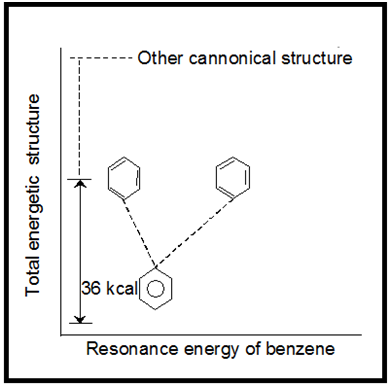 Other cannonical structure
Total energetic structure
36 kcal
Resonance energy of benzene